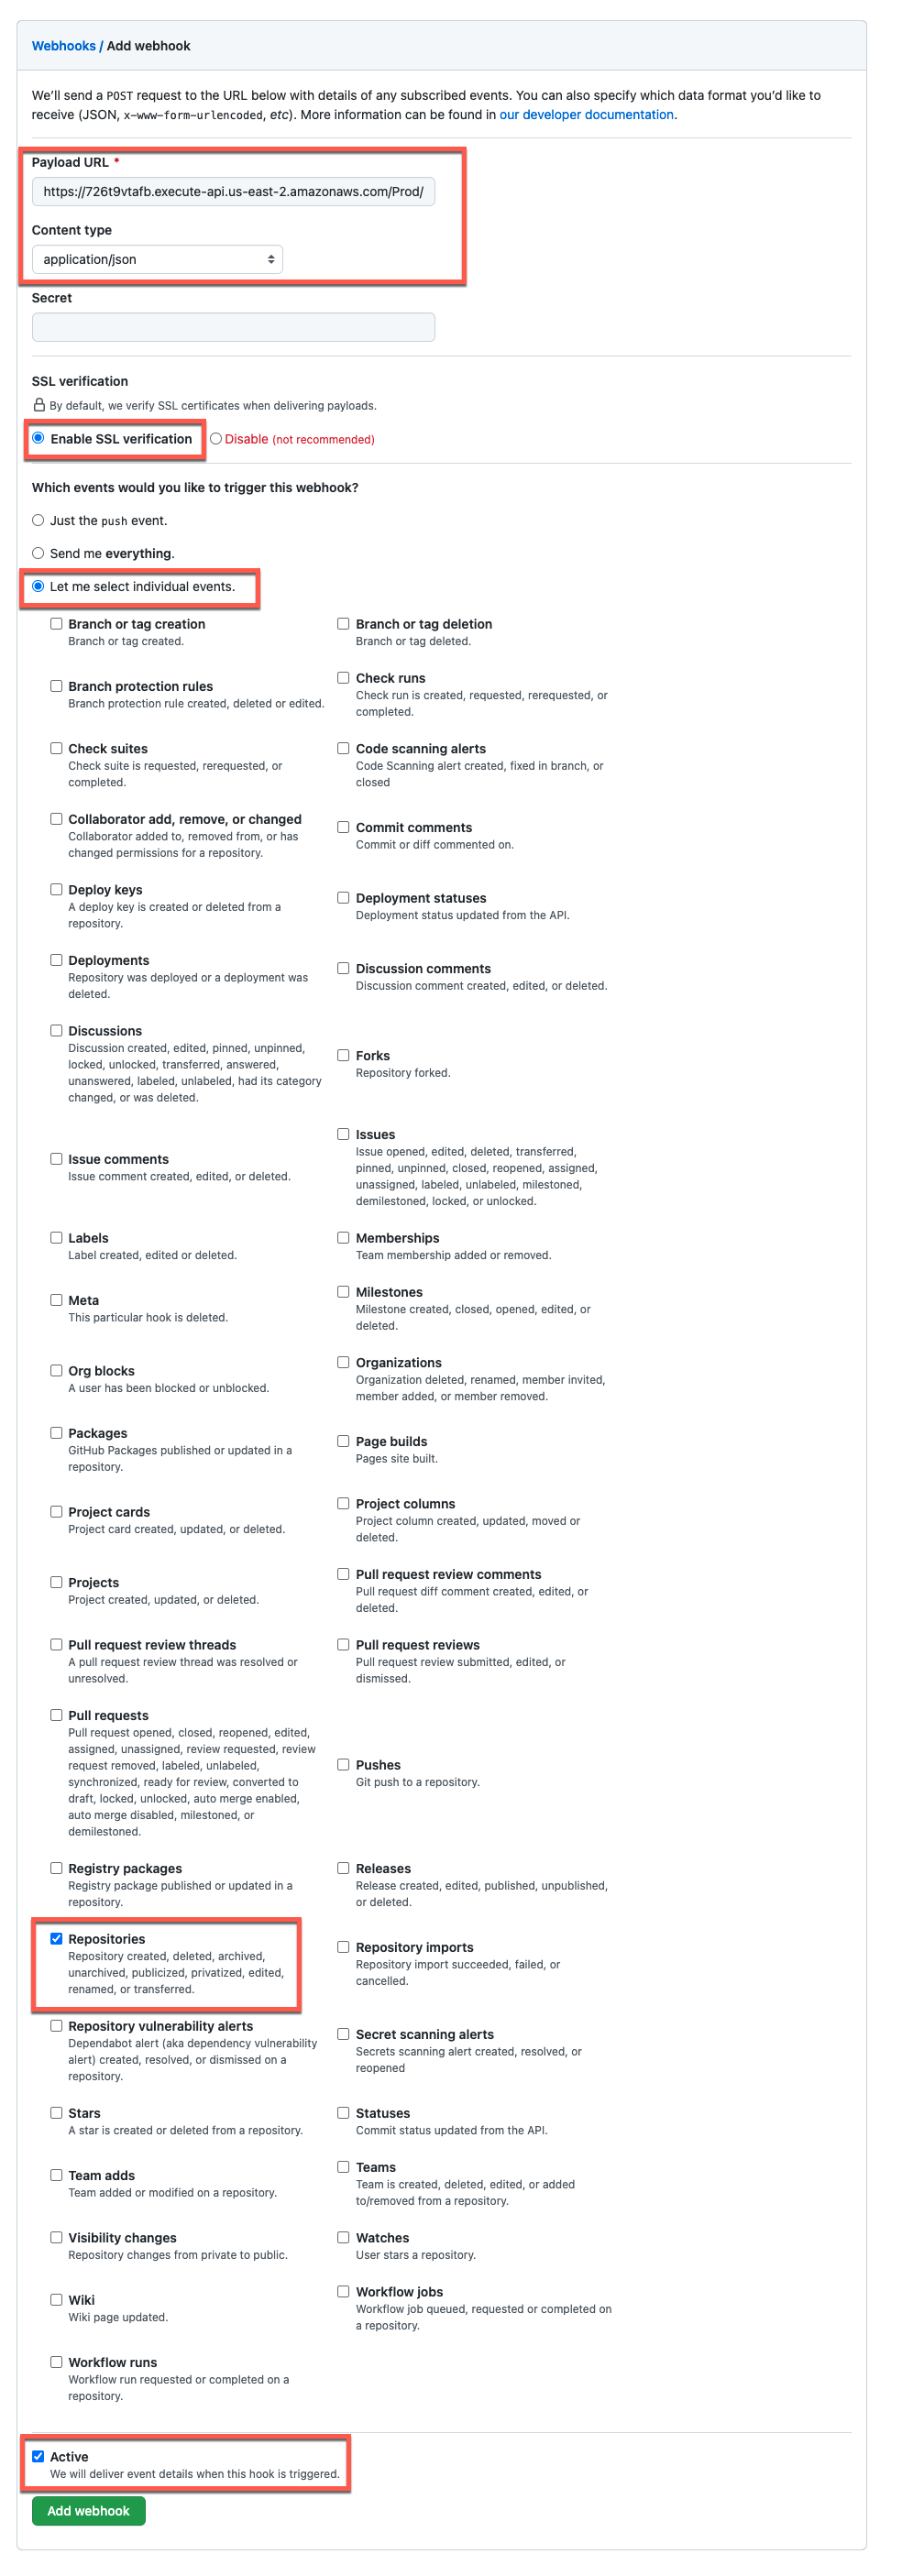 Webhooks / Add webhook
We’ll send a POST request to the URL below with details of any subscribed events. You can also specify which data format you’d like to
receive (JSON, x-www-form-urlencoded, etc). More information can be found in our developer documentation.
Payload URL *
https://726t9vtafb.execute-api.us-east-2.amazonaws.com/Prod/
Content type
application/json
Secret
SSL verification
By default, we verify SSL certificates when delivering payloads.
Enable SSL verification Disable (not recommended)
Which events would you like to trigger this webhook?
Just the push event.
Send me everything.
Let me select individual events.
Branch or tag creation
Branch or tag created.
Branch or tag deletion
Branch or tag deleted.
Branch protection rules
Branch protection rule created, deleted or edited.
Check runs
Check run is created, requested, rerequested, or
completed.
Check suites
Check suite is requested, rerequested, or
completed.
Code scanning alerts
Code Scanning alert created, fixed in branch, or
closed
Collaborator add, remove, or changed
Collaborator added to, removed from, or has
changed permissions for a repository.
Commit comments
Commit or diff commented on.
Deploy keys
A deploy key is created or deleted from a
repository.
Deployment statuses
Deployment status updated from the API.
Deployments
Repository was deployed or a deployment was
deleted.
Discussion comments
Discussion comment created, edited, or deleted.
Discussions
Discussion created, edited, pinned, unpinned,
locked, unlocked, transferred, answered,
unanswered, labeled, unlabeled, had its category
changed, or was deleted.
Forks
Repository forked.
Issue comments
Issue comment created, edited, or deleted.
Issues
Issue opened, edited, deleted, transferred,
pinned, unpinned, closed, reopened, assigned,
unassigned, labeled, unlabeled, milestoned,
demilestoned, locked, or unlocked.
Labels
Label created, edited or deleted.
Memberships
Team membership added or removed.
Meta
This particular hook is deleted.
Milestones
Milestone created, closed, opened, edited, or
deleted.
Org blocks
A user has been blocked or unblocked.
Organizations
Organization deleted, renamed, member invited,
member added, or member removed.
Packages
GitHub Packages published or updated in a
repository.
Page builds
Pages site built.
Project cards
Project card created, updated, or deleted.
Project columns
Project column created, updated, moved or
deleted.
Projects
Project created, updated, or deleted.
Pull request review comments
Pull request diff comment created, edited, or
deleted.
Pull request review threads
A pull request review thread was resolved or
unresolved.
Pull request reviews
Pull request review submitted, edited, or
dismissed.
Pull requests
Pull request opened, closed, reopened, edited,
assigned, unassigned, review requested, review
request removed, labeled, unlabeled,
synchronized, ready for review, converted to
draft, locked, unlocked, auto merge enabled,
auto merge disabled, milestoned, or
demilestoned.
Pushes
Git push to a repository.
Registry packages
Registry package published or updated in a
repository.
Releases
Release created, edited, published, unpublished,
or deleted.
Repositories
Repository created, deleted, archived,
unarchived, publicized, privatized, edited,
renamed, or transferred.
Repository imports
Repository import succeeded, failed, or
cancelled.
Repository vulnerability alerts
Dependabot alert (aka dependency vulnerability
alert) created, resolved, or dismissed on a
repository.
Secret scanning alerts
Secrets scanning alert created, resolved, or
reopened
Stars
A star is created or deleted from a repository.
Statuses
Commit status updated from the API.
Team adds
Team added or modified on a repository.
Teams
Team is created, deleted, edited, or added
to/removed from a repository.
Visibility changes
Repository changes from private to public.
Watches
User stars a repository.
Wiki
Wiki page updated.
Workflow jobs
Workflow job queued, requested or completed on
a repository.
Workflow runs
Workflow run requested or completed on a
repository.
Active
We will deliver event details when this hook is triggered.
Add webhook